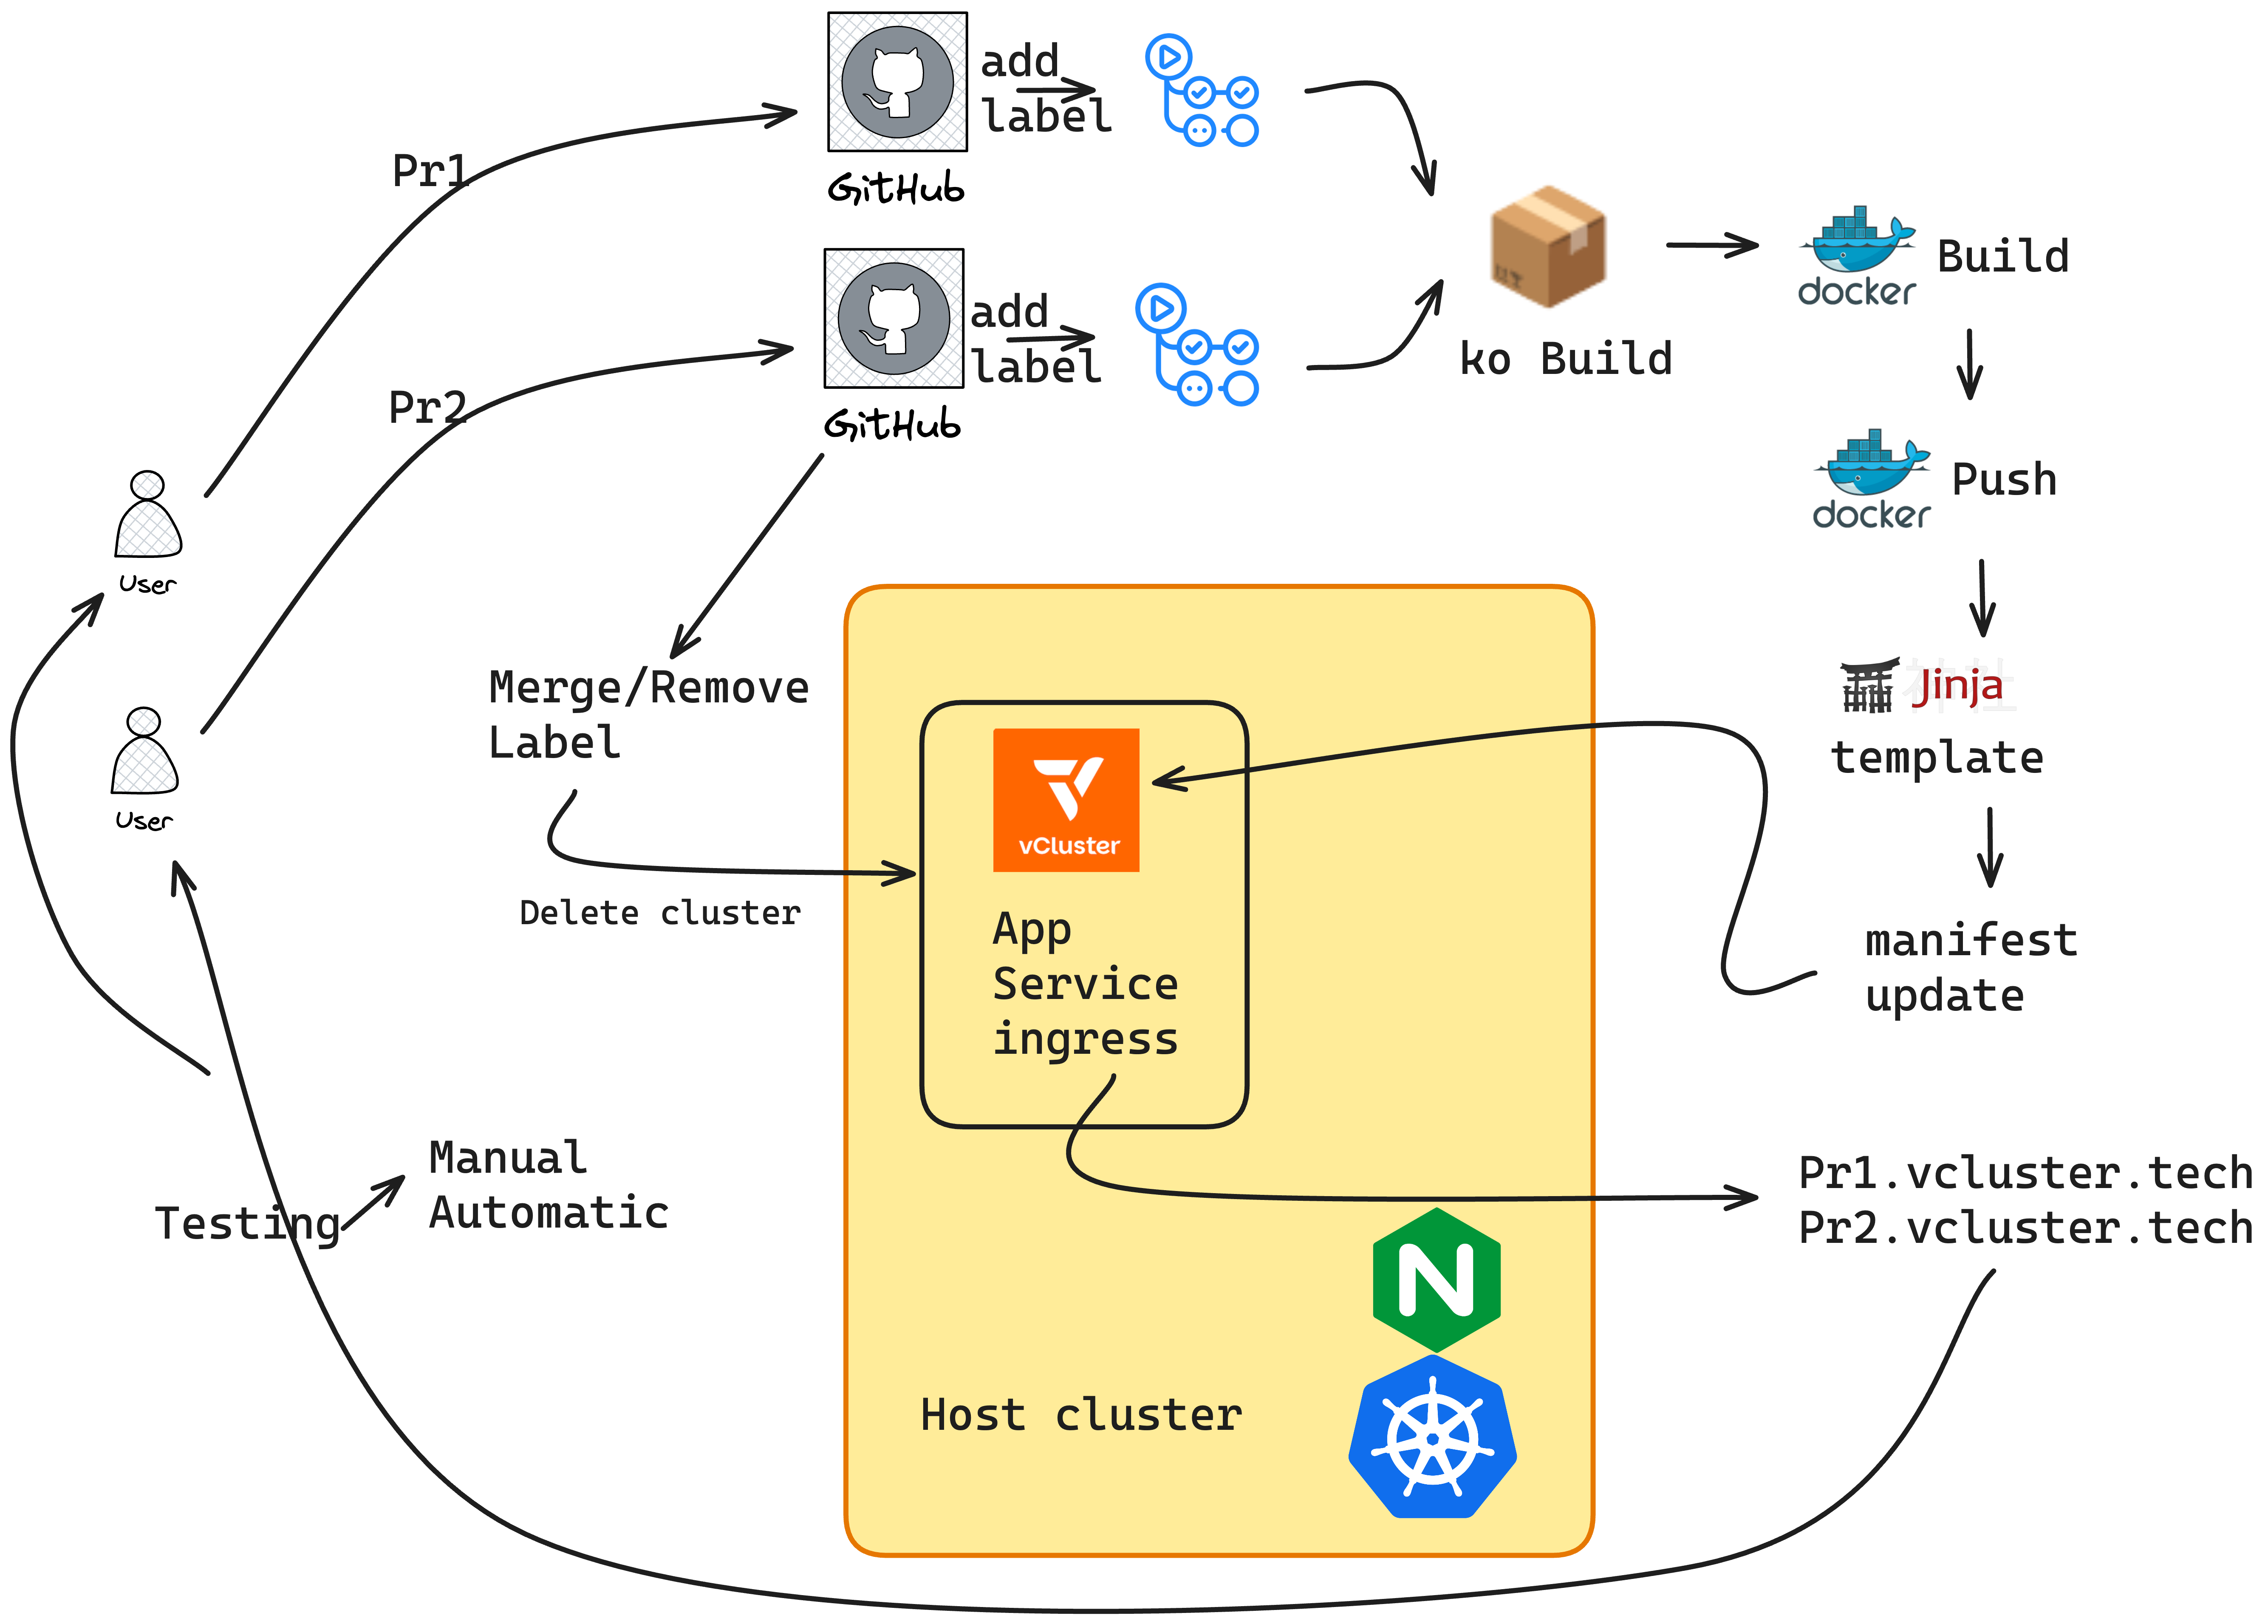 add
label
GitHub
Pr1
add
label
GitHub
Pr2
ko Build
docker
Build
docker
Push
User
User
Merge/Remove
Label
Delete cluster
vCluster
App
Service
ingress
神社
Jinja
template
manifest
update
Manual
Automatic
Testing
Pr1.vcluster.tech
Pr2.vcluster.tech
N
Host cluster